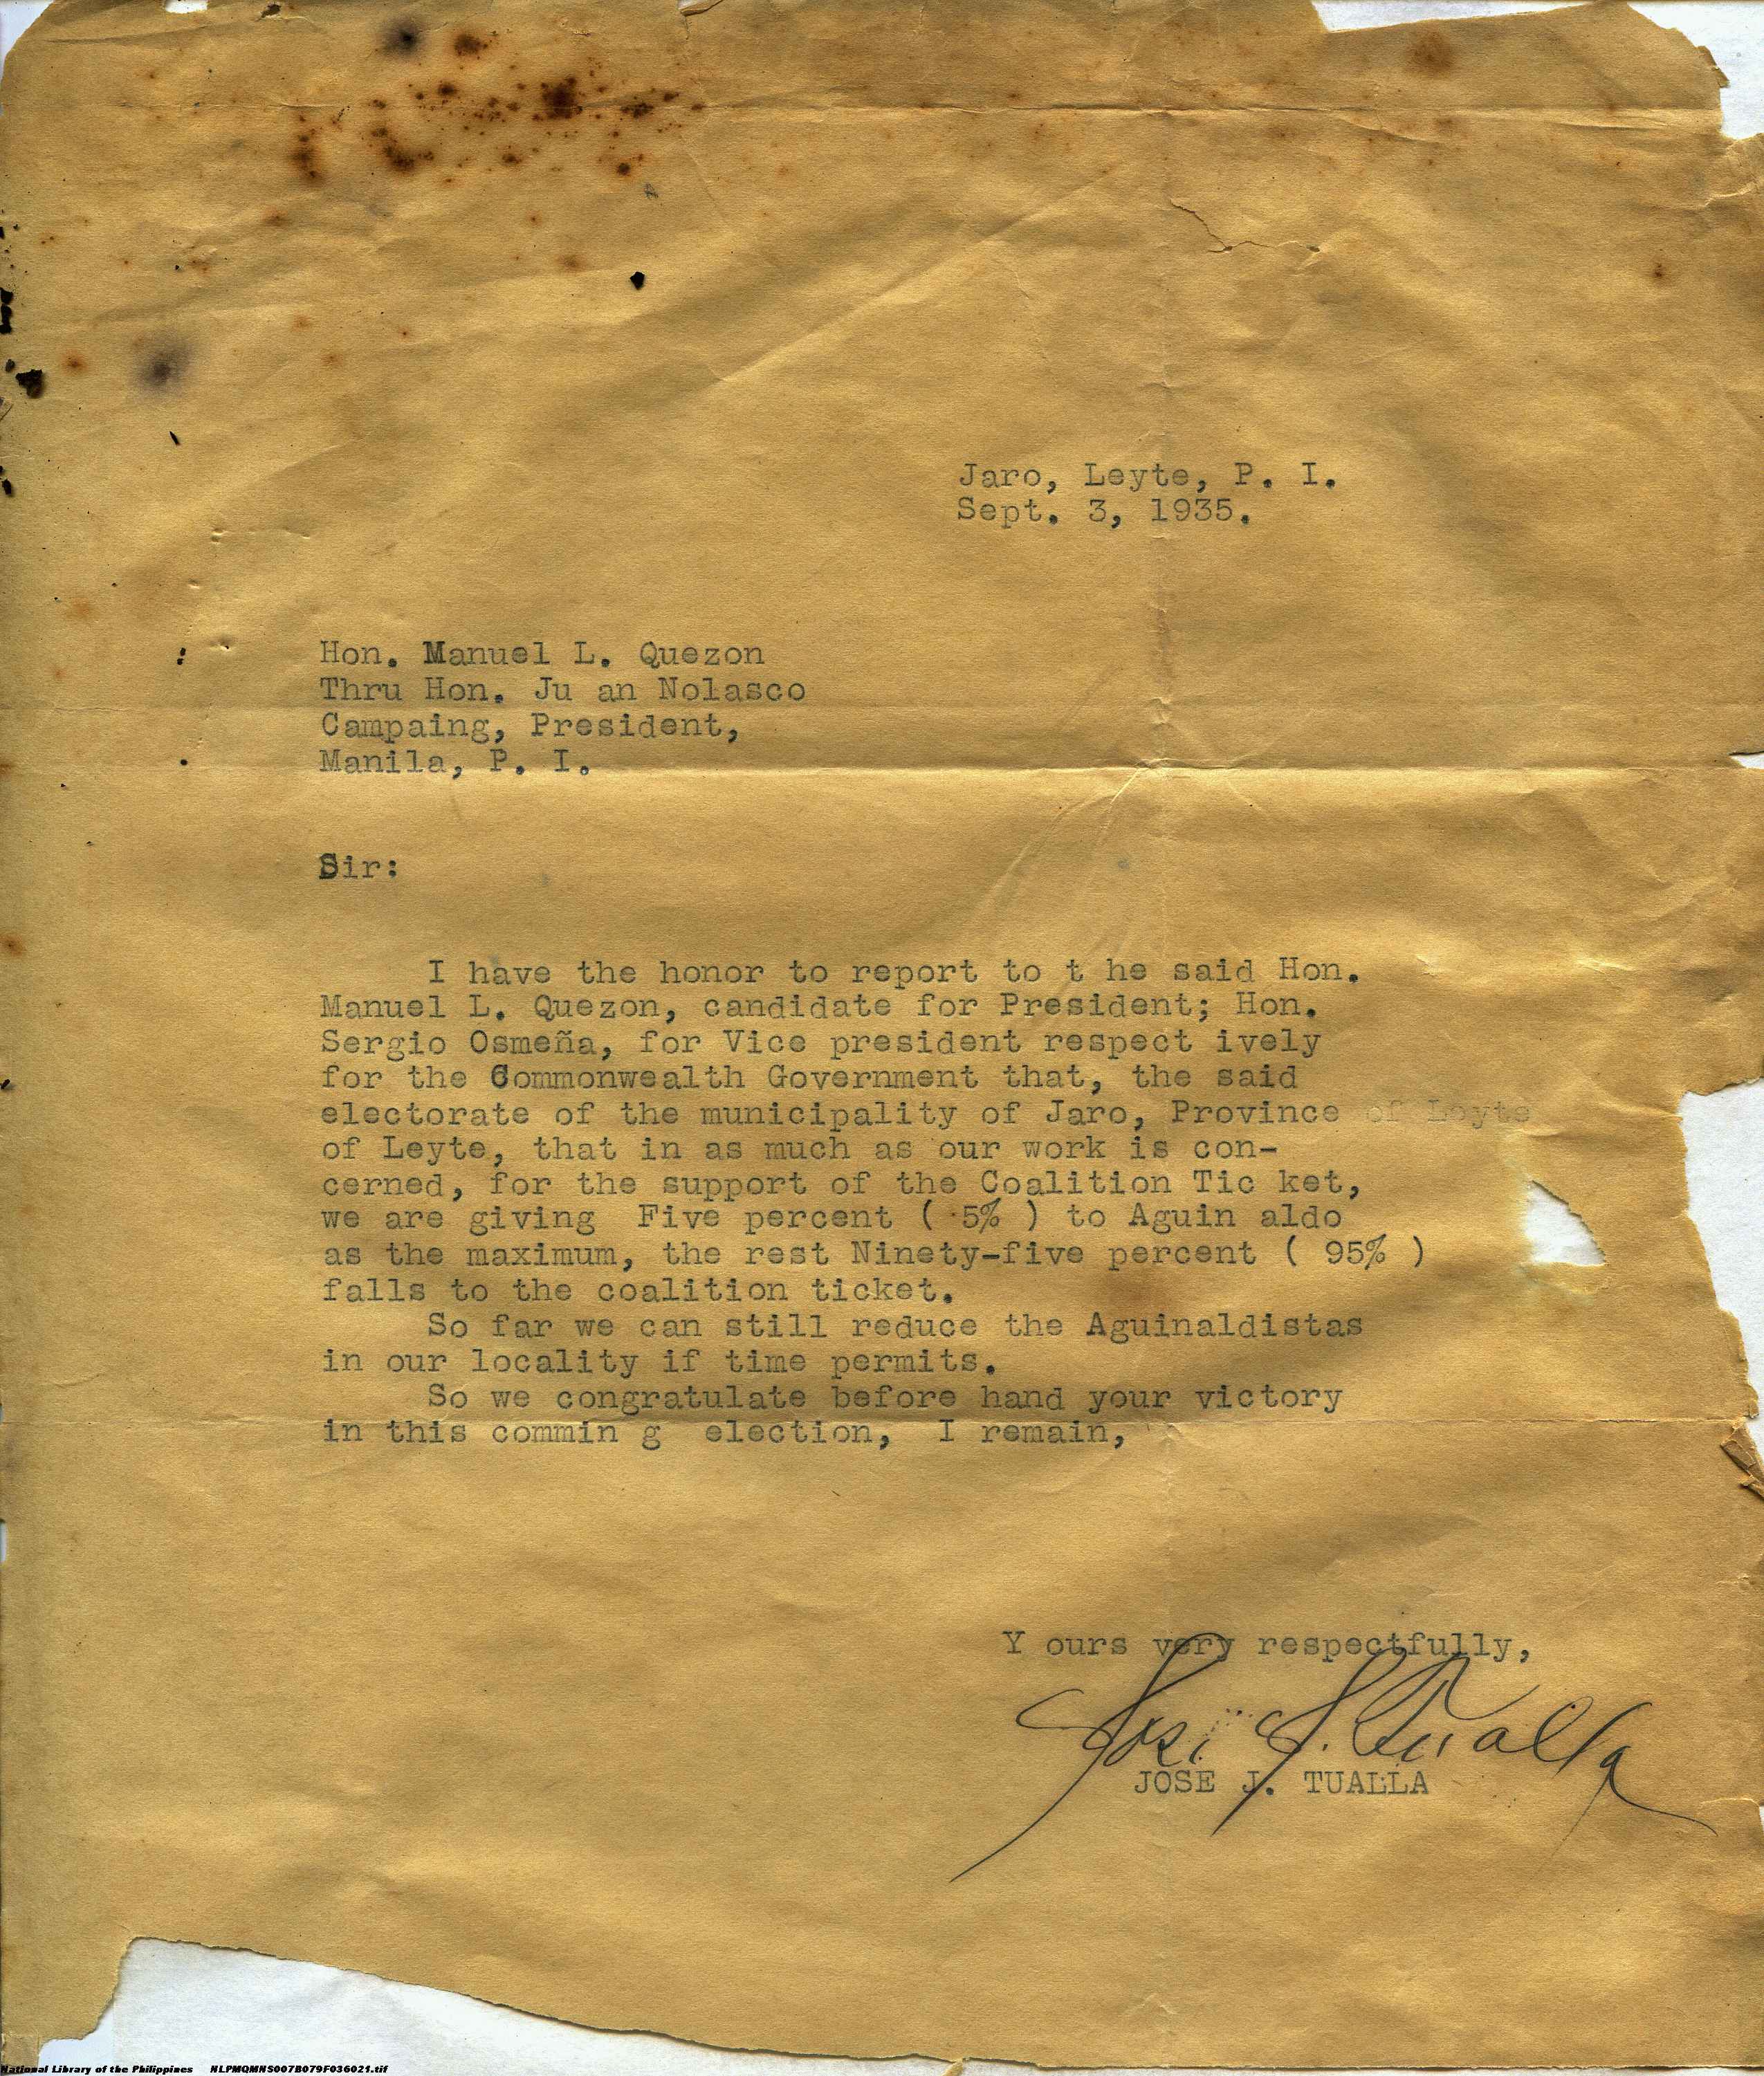 Jaro, Leyte, P. I.
Sept. 3, 1935.
Hon. Manuel L. Quezon
Thru Hon. Ju an Nolasco
Campaing, President,
Manila, P. I.
Sir:
I have the honor to report to t he said Hon.
Manuel L. Quezon, candidate for President; Hon.
Sergio Osmeña, for Vice president respect ively
for the Commonwealth Government that, the said
electorate of the municipality of Jaro, Province of Leyte
of Leyte, that in as much as our work is con-
cerned, for the support of the Coalition Tic ket,
we are giving Five percent ( 5% ) to Aguin aldo
as the maximum, the rest Ninety-five percent ( 95% )
falls to the coalition ticket.
So far we can still reduce the Aguinaldistas
in our locality if time permits.
So we congratulate before hand your victory
in this commin g election, I remain,
Y ours very respectfully,
Jose J. Tualla
JOSE J. TUALLA
National Library of the Philippines NLPMQMNS007B079F036021.tif